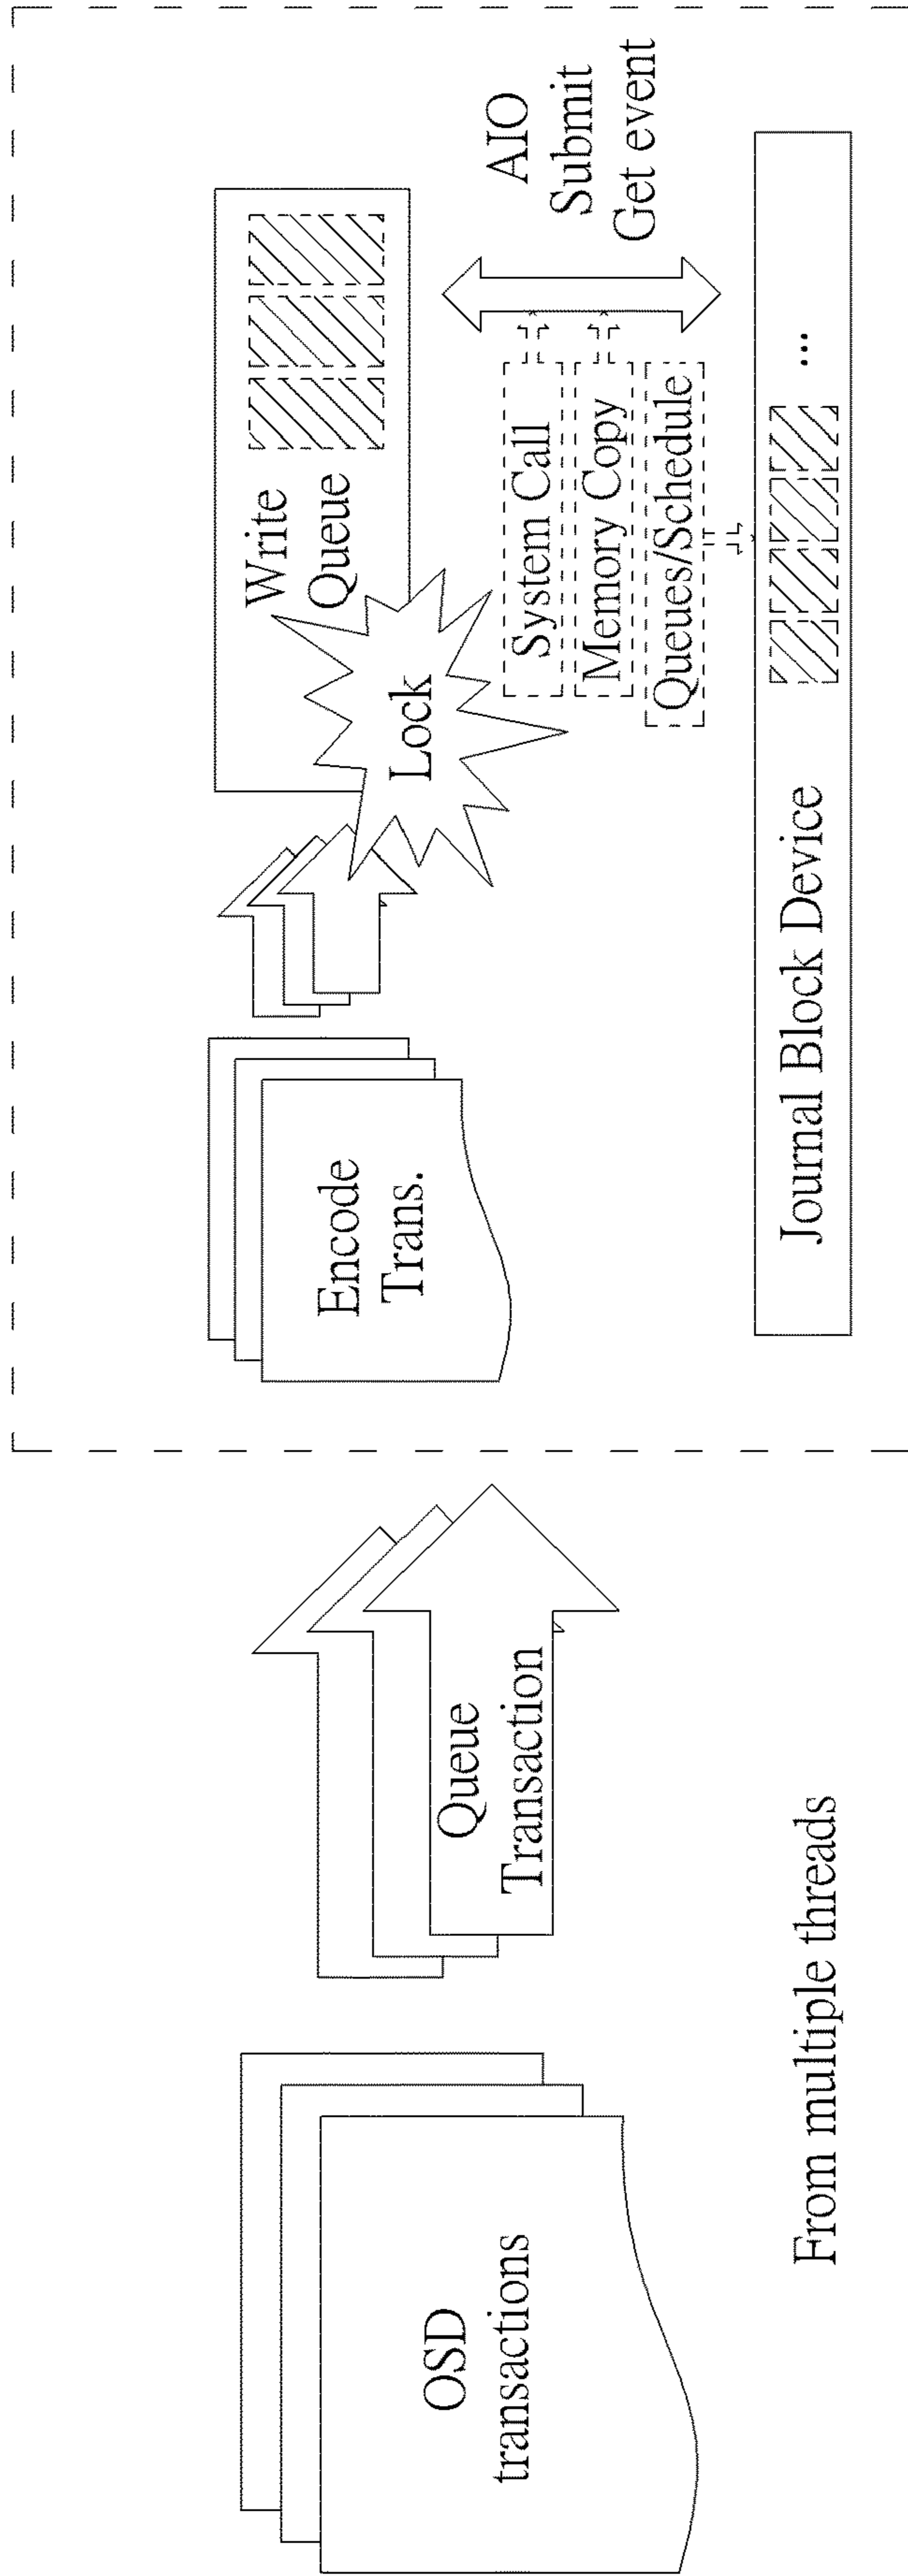 OSD
transactions
Queue
Transaction
From multiple threads
Encode
Trans.
Lock
Write
Queue
System Call
Memory Copy
Queues/Schedule
AIO
Submit
Get event
Journal Block Device
...